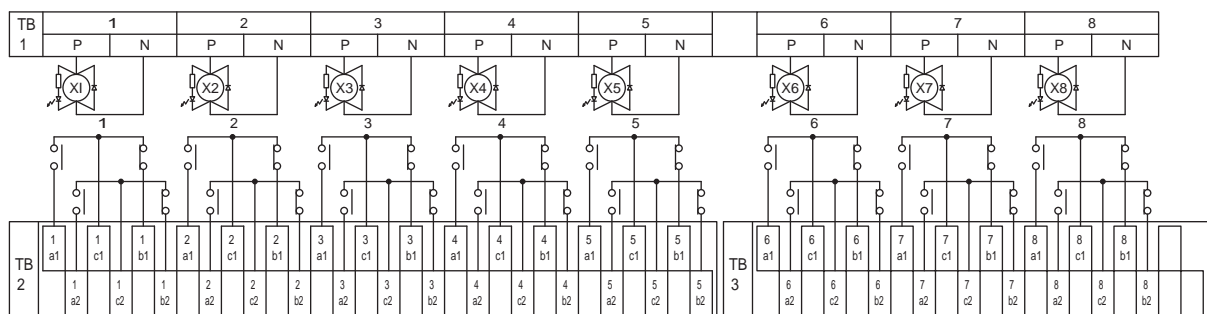 TB 1 2 3 4 5 6 7 8
1 P N P N P N P N P N P N P N P N
X1 X2 X3 X4 X5 X6 X7 X8
1 2 3 4 5 6 7 8
1 1 1 2 2 2 3 3 3 4 4 4 5 5 5 6 6 6 7 7 7 8 8 8
a1 c1 b1 a1 c1 b1 a1 c1 b1 a1 c1 b1 a1 c1 b1 a1 c1 b1 a1 c1 b1 a1 c1 b1
TB TB
2 3
1 1 1 2 2 2 3 3 3 4 4 4 5 5 5 6 6 6 7 7 7 8 8 8
a2 c2 b2 a2 c2 b2 a2 c2 b2 a2 c2 b2 a2 c2 b2 a2 c2 b2 a2 c2 b2 a2 c2 b2